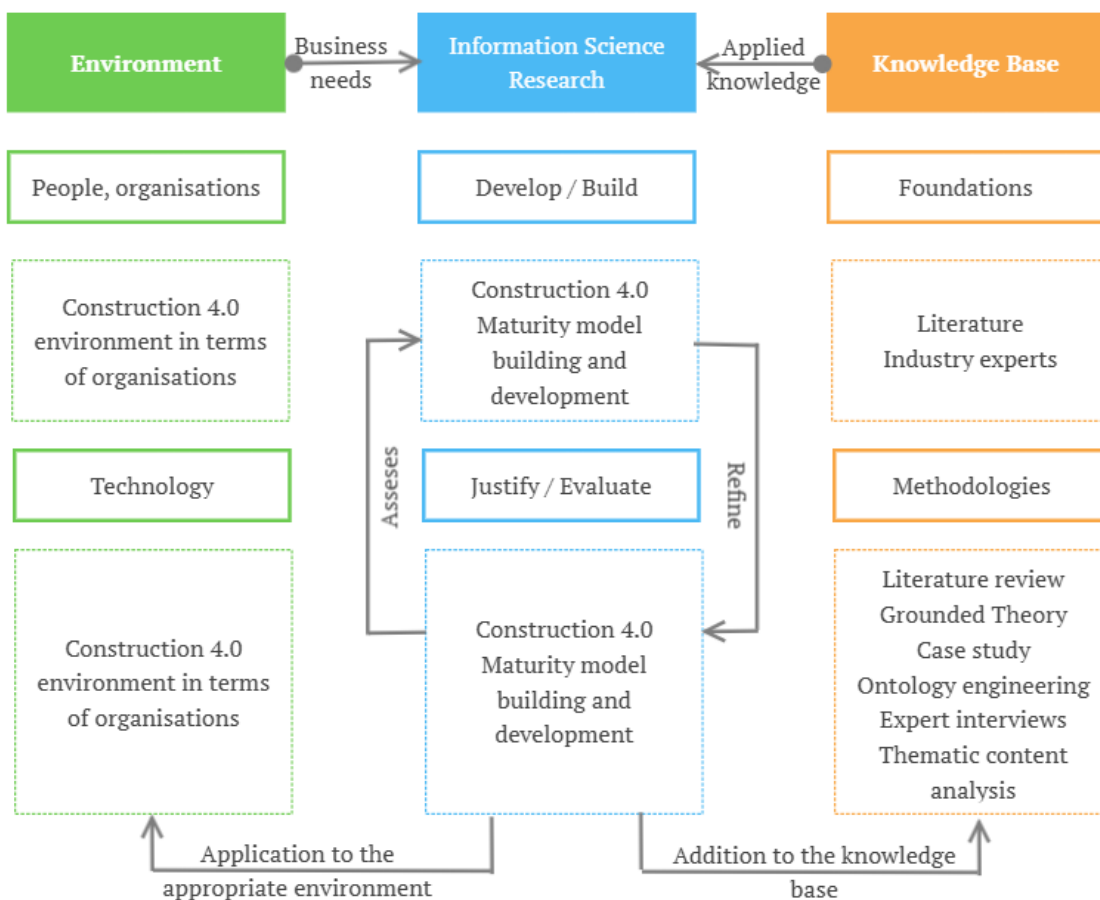 Environment
Business
needs
Information Science
Research
Applied
knowledge
Knowledge Base
People, organisations
Develop / Build
Foundations
Construction 4.0
environment in terms
of organisations
Construction 4.0
Maturity model
building and
development
Literature
Industry experts
Asseses
Refine
Technology
Justify / Evaluate
Methodologies
Construction 4.0
environment in terms
of organisations
Construction 4.0
Maturity model
building and
development
Literature review
Grounded Theory
Case study
Ontology engineering
Expert interviews
Thematic content
analysis
Application to the
appropriate environment
Addition to the knowledge
base